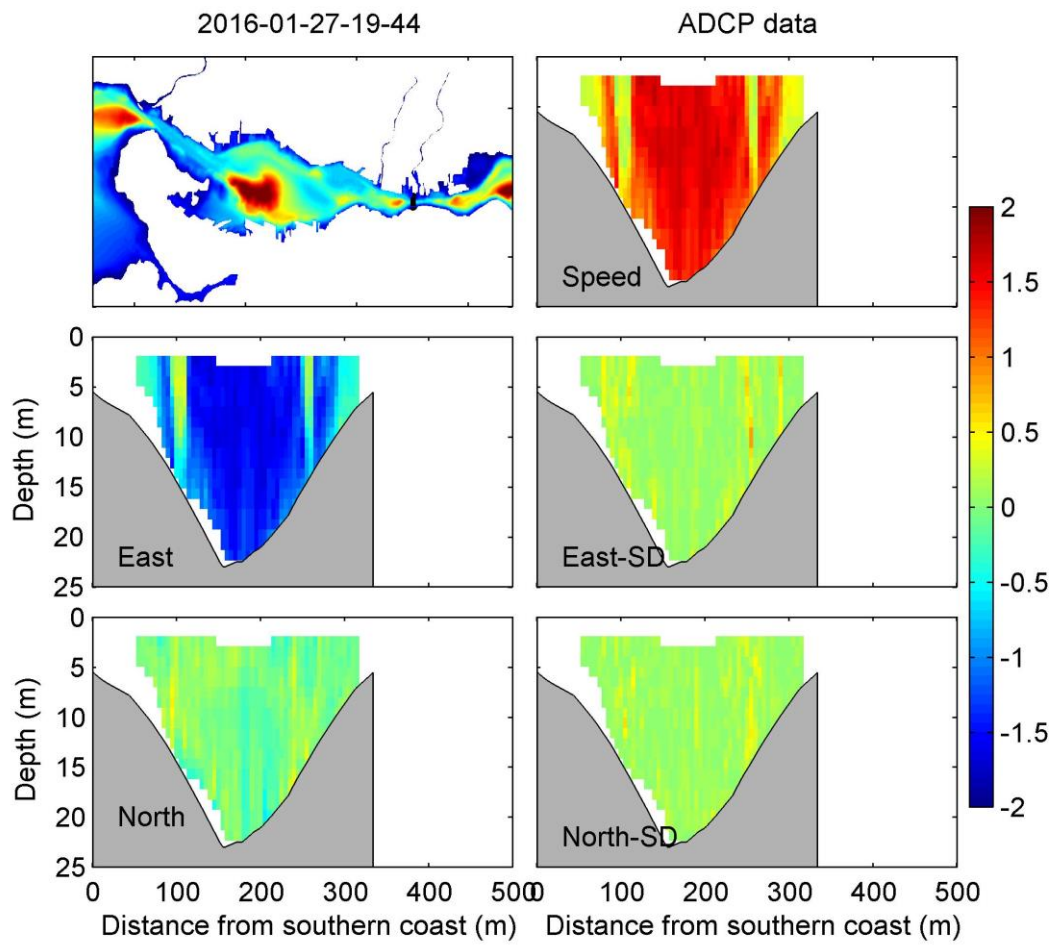 2016-01-27-19-44
ADCP data
Speed
2
1.5
1
0.5
0
-0.5
-1
-1.5
-2
0
5
10
15
20
25
Depth (m)
East
East-SD
0
5
10
15
20
25
Depth (m)
North
North-SD
0 100 200 300 400 500
0 100 200 300 400 500
Distance from southern coast (m)
Distance from southern coast (m)